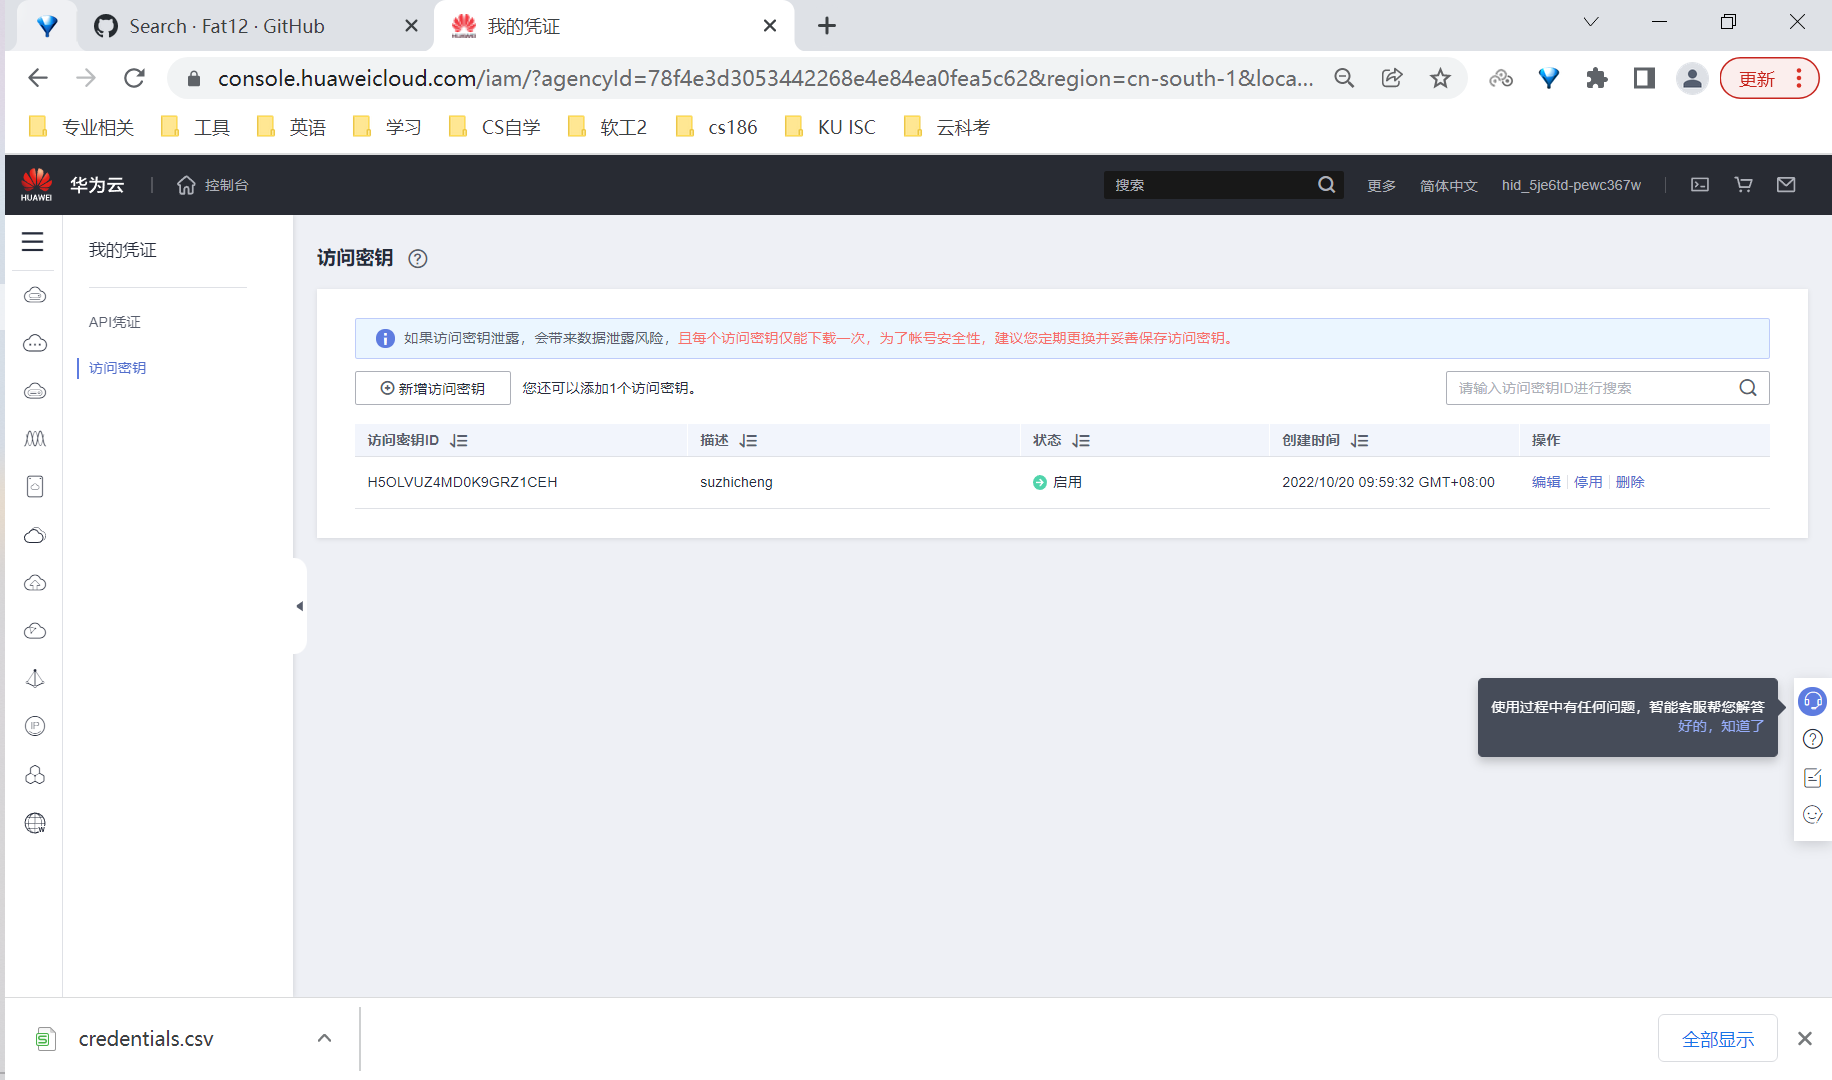 Search · Fat12 · GitHub
我的凭证
console.huaweicloud.com/iam/?agencyId=78f4e3d3053442268e4e84ea0fea5c62&region=cn-south-1&loca...
更新
专业相关
工具
英语
学习
CS自学
软工2
cs186
KU ISC
云科考
HUAWEI
华为云
控制台
搜索
更多
简体中文
hid_5je6td-pewc367w
我的凭证
API凭证
访问密钥
访问密钥
如果访问密钥泄露，会带来数据泄露风险，且每个访问密钥仅能下载一次，为了帐号安全性，建议您定期更换并妥善保存访问密钥。
新增访问密钥
您还可以添加1个访问密钥。
请输入访问密钥ID进行搜索
访问密钥ID
描述
状态
创建时间
操作
H5OLVUZ4MD0K9GRZ1CEH
suzhicheng
启用
2022/10/20 09:59:32 GMT+08:00
编辑
停用
删除
使用过程中有任何问题，智能客服帮您解答
好的，知道了
IP
credentials.csv
全部显示